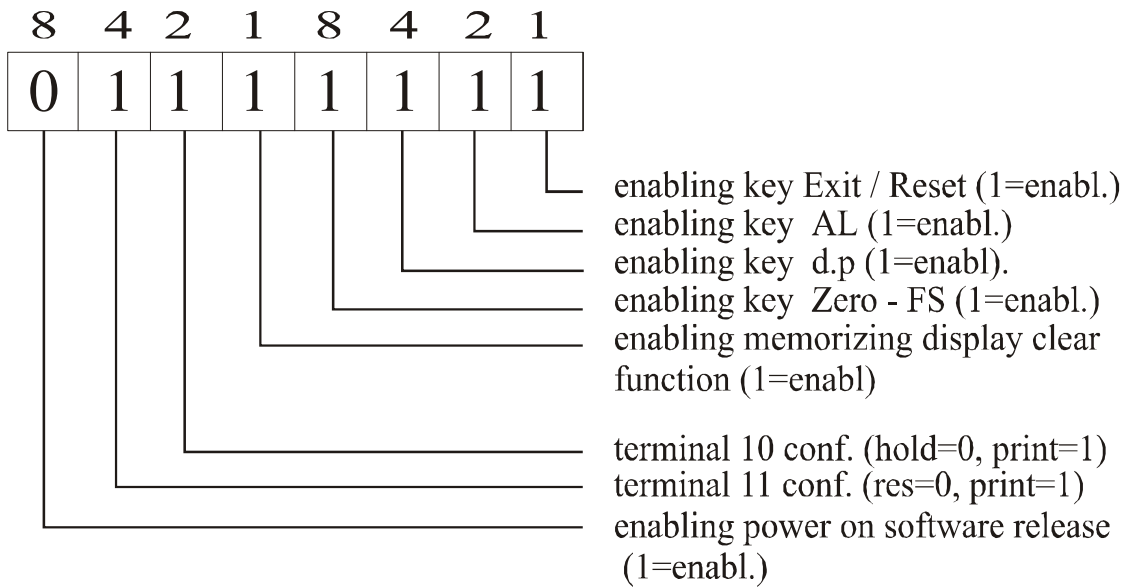 8 4 2 1 8 4 2 1
0 1 1 1 1 1 1 1
enabling key Exit / Reset (1=enabl.)
enabling key AL (1=enabl.)
enabling key d.p (1=enabl).
enabling key Zero - FS (1=enabl.)
enabling memorizing display clear
function (1=enabl)
terminal 10 conf. (hold=0, print=1)
terminal 11 conf. (res=0, print=1)
enabling power on software release
(1=enabl.)